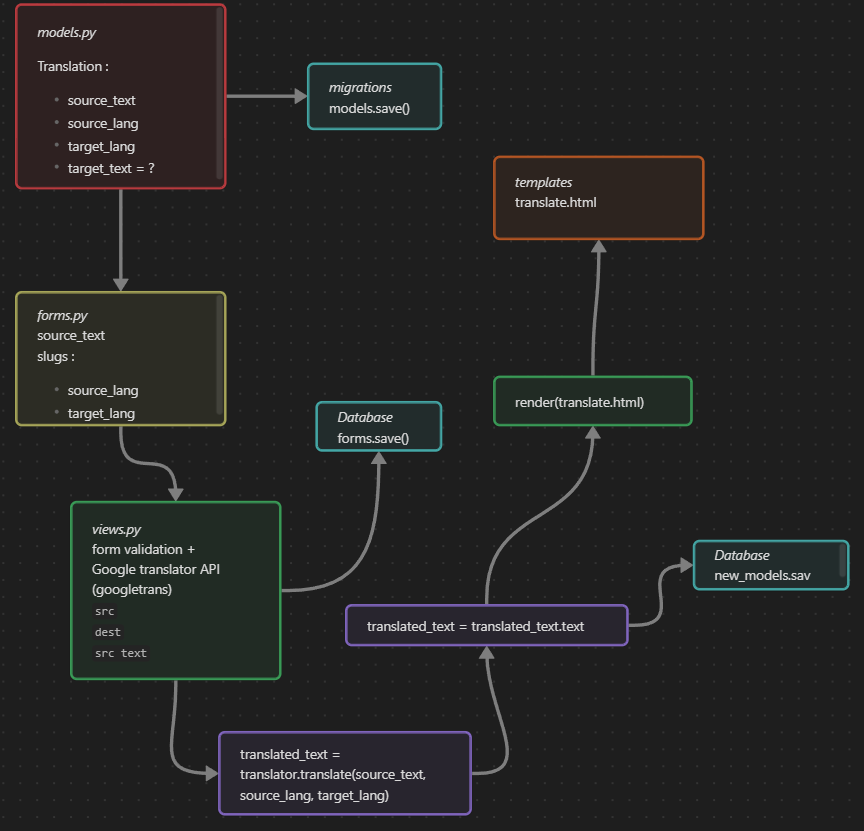 models.py
Translation :
source_text
source_lang
target_lang
target_text = ?
migrations
models.save()
templates
translate.html
forms.py
source_text
slugs :
source_lang
target_lang
render(translate.html)
Database
forms.save()
views.py
form validation +
Google translator API
(googletrans)
src
dest
src text
Database
new_models.sav
translated_text = translated_text.text
translated_text =
translator.translate(source_text,
source_lang, target_lang)